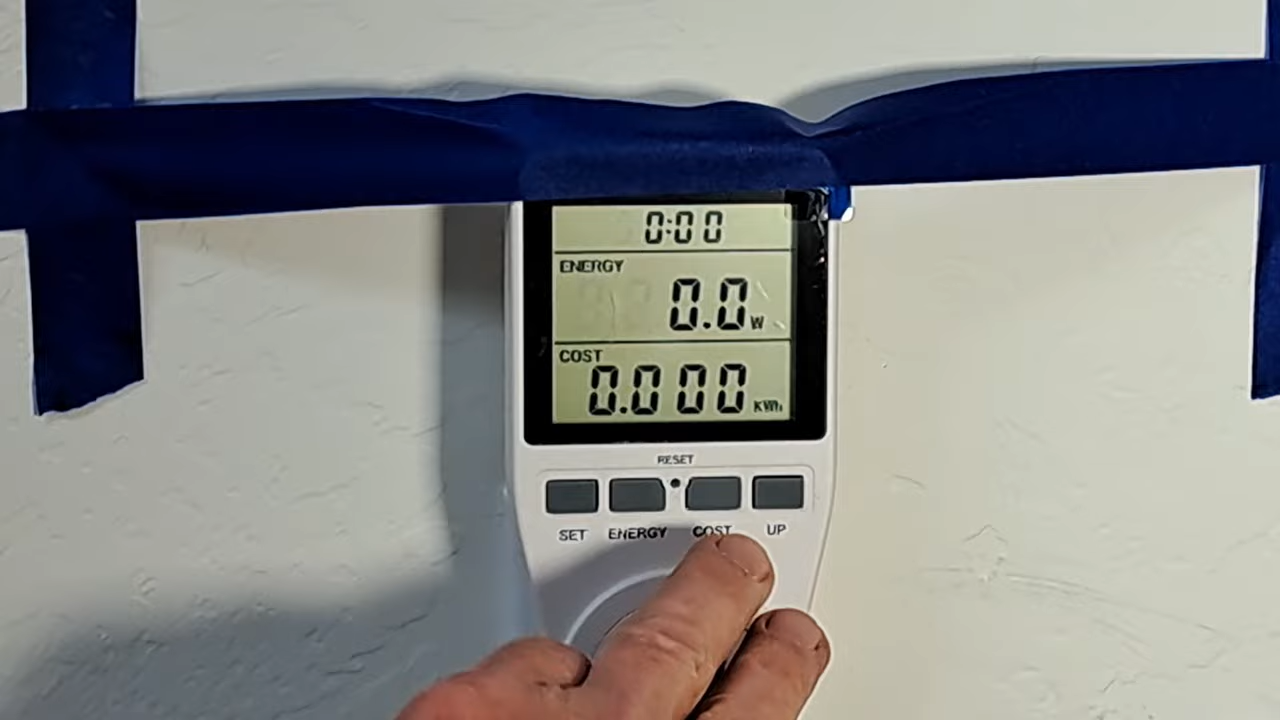 0:00
ENERGY
0.0 W
COST
0.000 KWh
RESET
SET ENERGY COST UP